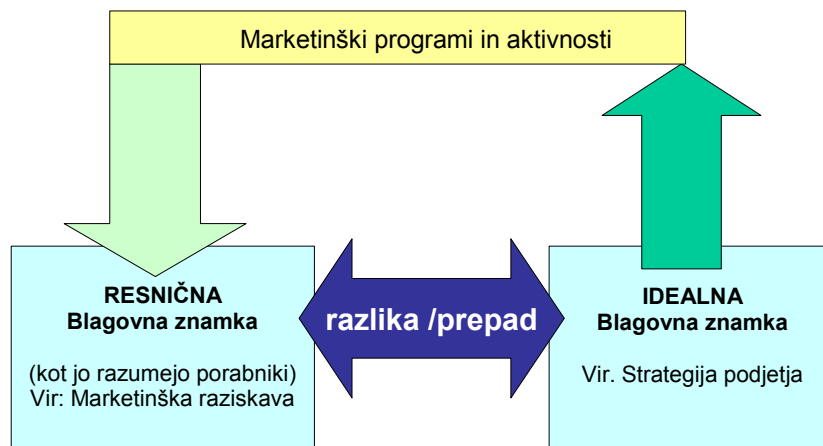 Marketinški programi in aktivnosti
RESNIČNA
Blagovna znamka
(kot jo razumejo porabniki)
Vir: Marketinška raziskava
razlika /prepad
IDEALNA
Blagovna znamka
Vir. Strategija podjetja